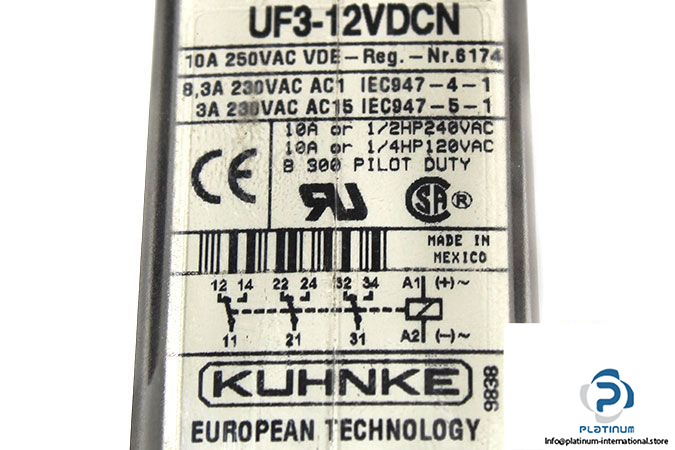 UF3-12VDCN
10A 250VAC VDE-Reg.-Nr.6174
8,3A 230VAC AC1 IEC947-4-1
3A 230VAC AC15 IEC947-5-1
10A or 1/2HP240VAC
10A or 1/4HP120VAC
B 300 PILOT DUTY
CE
RU
SA ®
MADE IN
MEXICO
12 14 22 24 32 34 A1 (+)~
11 21 31 A2 (-)~
KUHNKE
9838
EUROPEAN TECHNOLOGY
PLATINUM
Info@platinum-international.store